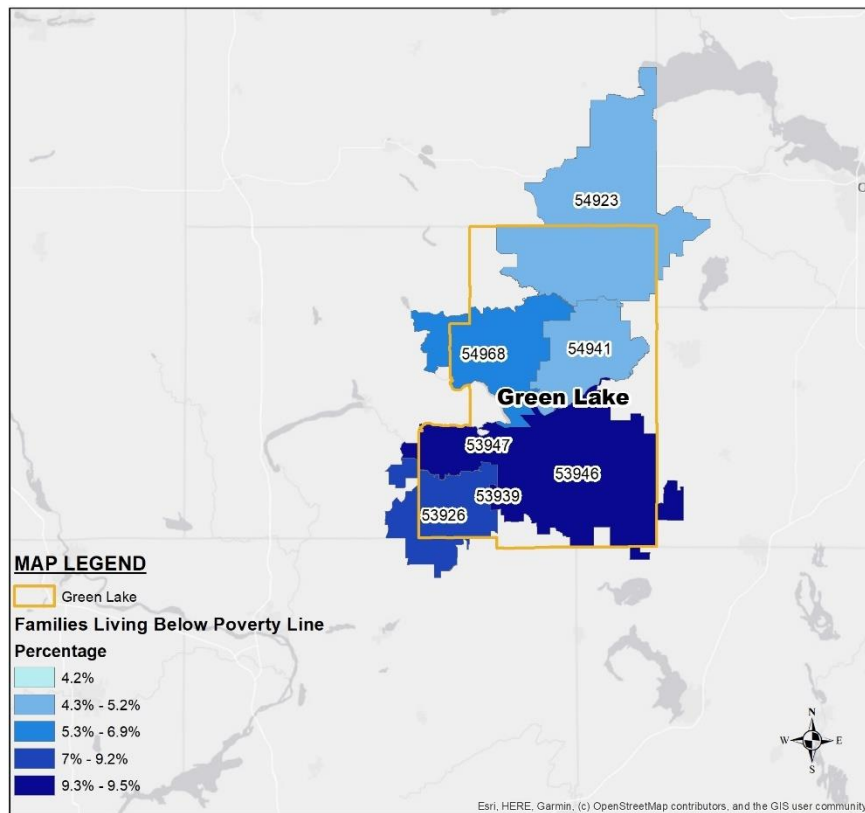 54923
54968
54941
Green Lake
53947
53946
53939
53926
MAP LEGEND
Green Lake
Families Living Below Poverty Line
Percentage
4.2%
4.3% - 5.2%
5.3% - 6.9%
7% - 9.2%
9.3% - 9.5%
N
W
E
S
Esri, HERE, Garmin, (c) OpenStreetMap contributors, and the GIS user community